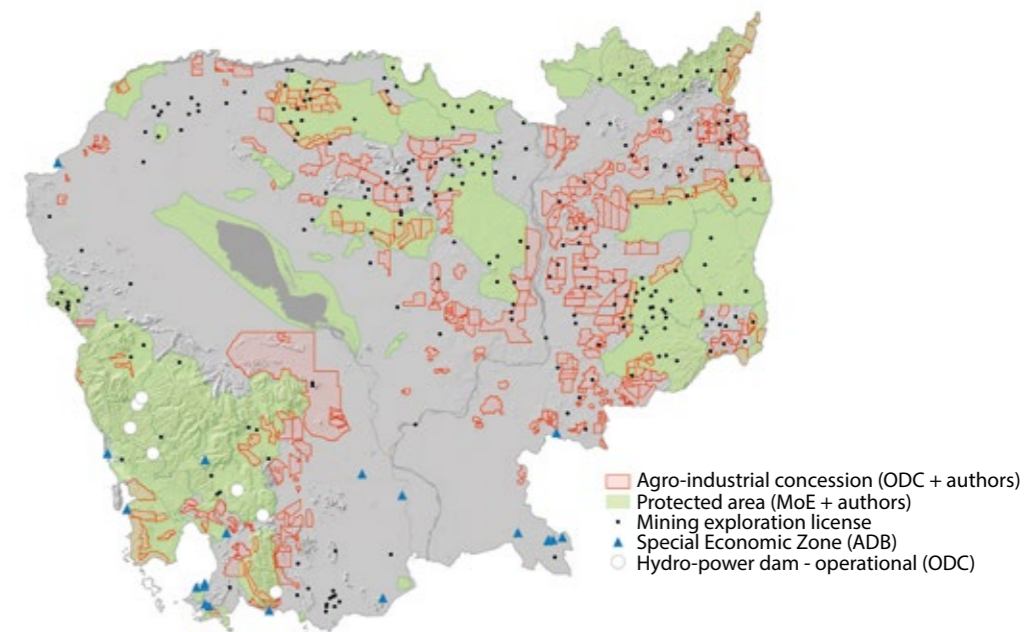 Agro-industrial concession (ODC + authors)
Protected area (MoE + authors)
Mining exploration license
Special Economic Zone (ADB)
Hydro-power dam - operational (ODC)